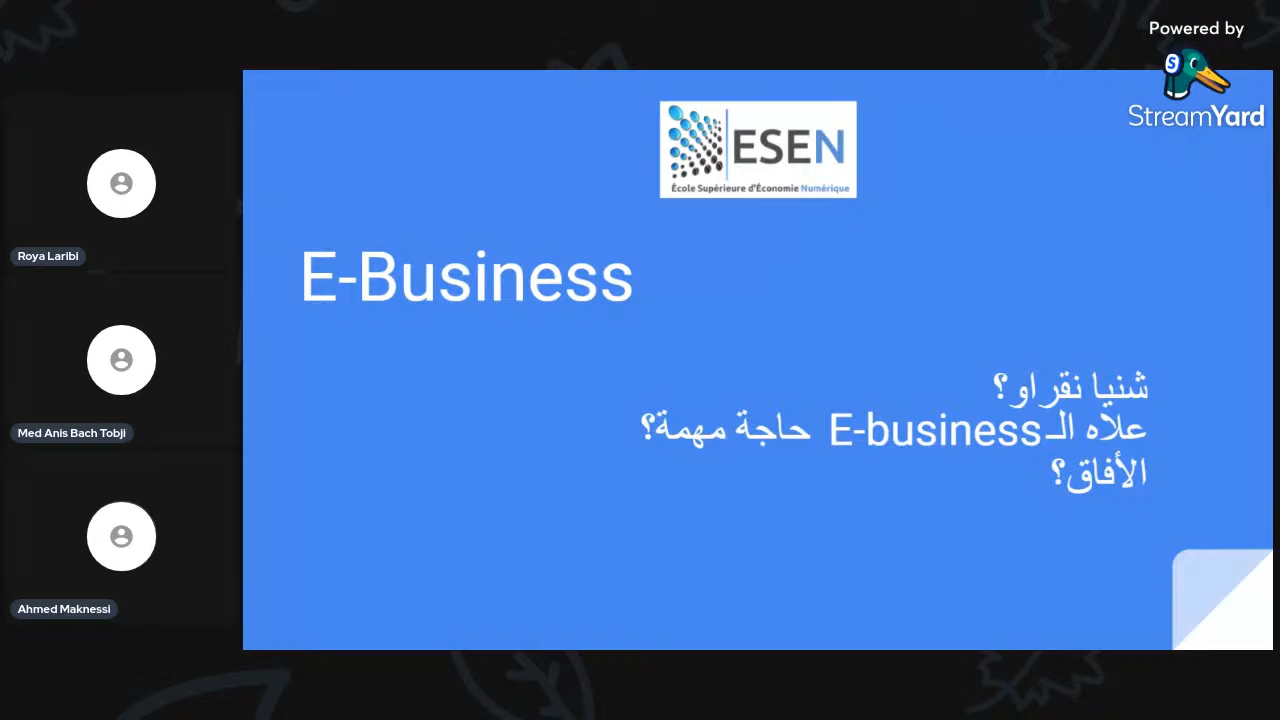 Powered by
StreamYard
ESEN
École Supérieure d'Économie Numérique
E-Business
شنيا نقراو؟
علاه الـE-business حاجة مهمة؟
الأفاق؟
Roya Laribi
Med Anis Bach Tobji
Ahmed Maknessi